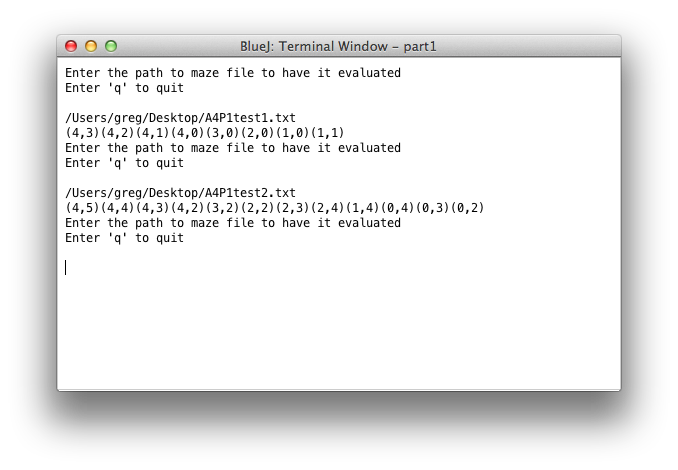 BlueJ: Terminal Window – part1
Enter the path to maze file to have it evaluated
Enter 'q' to quit
/Users/greg/Desktop/A4P1test1.txt
(4,3)(4,2)(4,1)(4,0)(3,0)(2,0)(1,0)(1,1)
Enter the path to maze file to have it evaluated
Enter 'q' to quit
/Users/greg/Desktop/A4P1test2.txt
(4,5)(4,4)(4,3)(4,2)(3,2)(2,2)(2,3)(2,4)(1,4)(0,4)(0,3)(0,2)
Enter the path to maze file to have it evaluated
Enter 'q' to quit